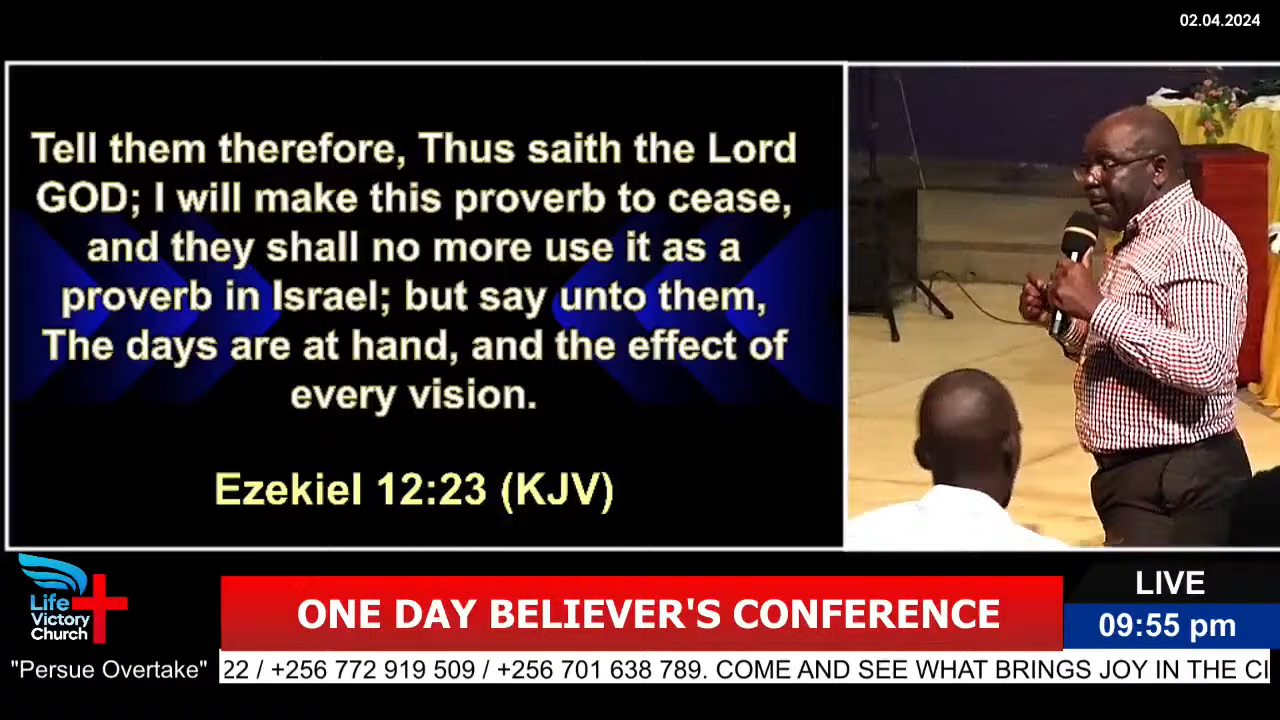 02.04.2024
Tell them therefore, Thus saith the Lord
GOD; I will make this proverb to cease,
and they shall no more use it as a
proverb in Israel; but say unto them,
The days are at hand, and the effect of
every vision.
Ezekiel 12:23 (KJV)
Life
Victory
Church
ONE DAY BELIEVER'S CONFERENCE
LIVE
09:55 pm
"Persue Overtake"
22 / +256 772 919 509 / +256 701 638 789. COME AND SEE WHAT BRINGS JOY IN THE CI